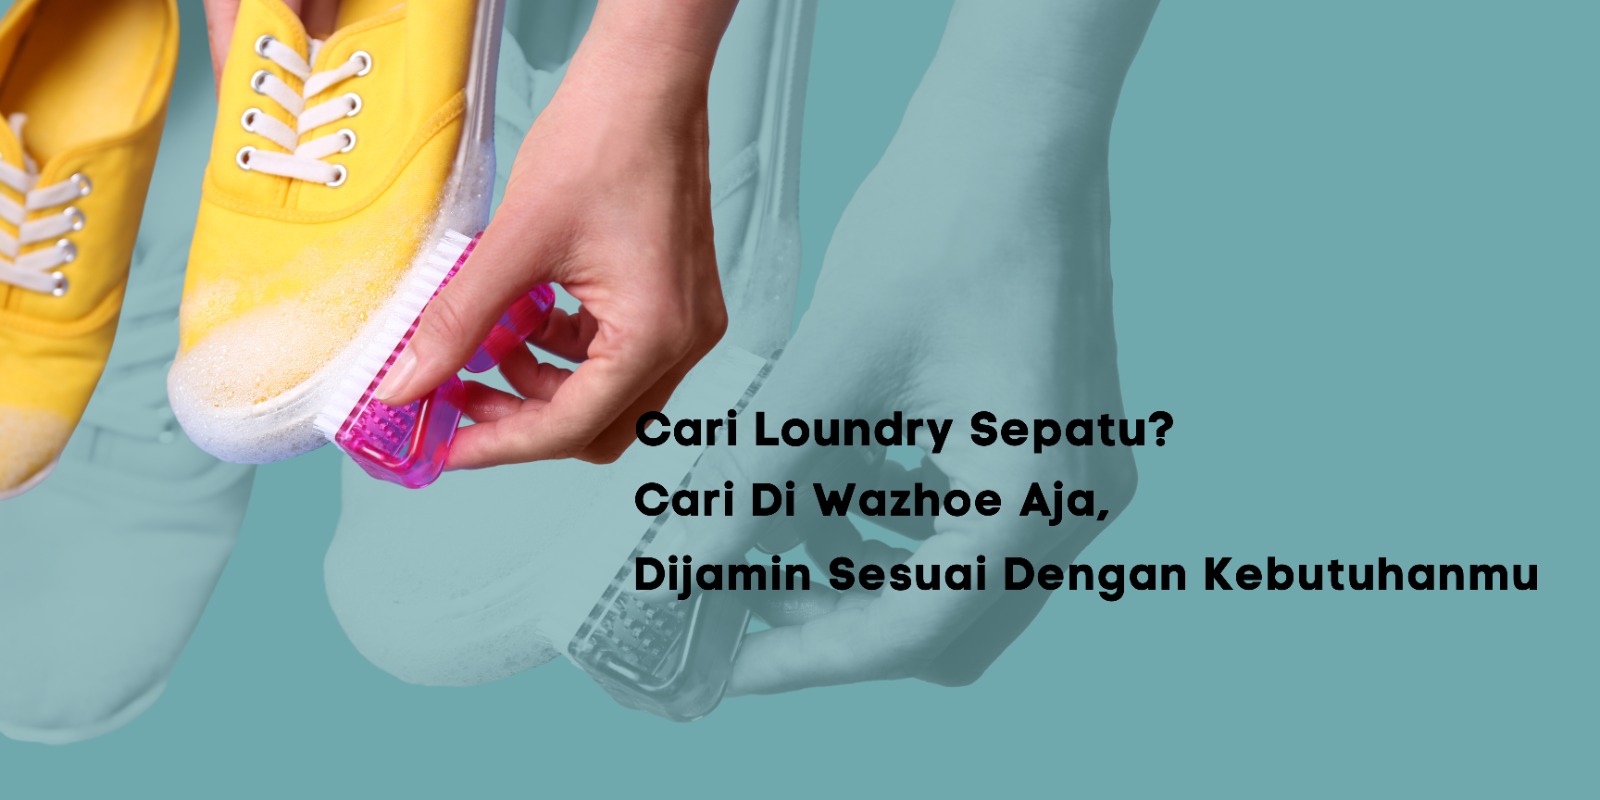 Cari Loundry Sepatu?
Cari Di Wazhoe Aja,
Dijamin Sesuai Dengan Kebutuhanmu